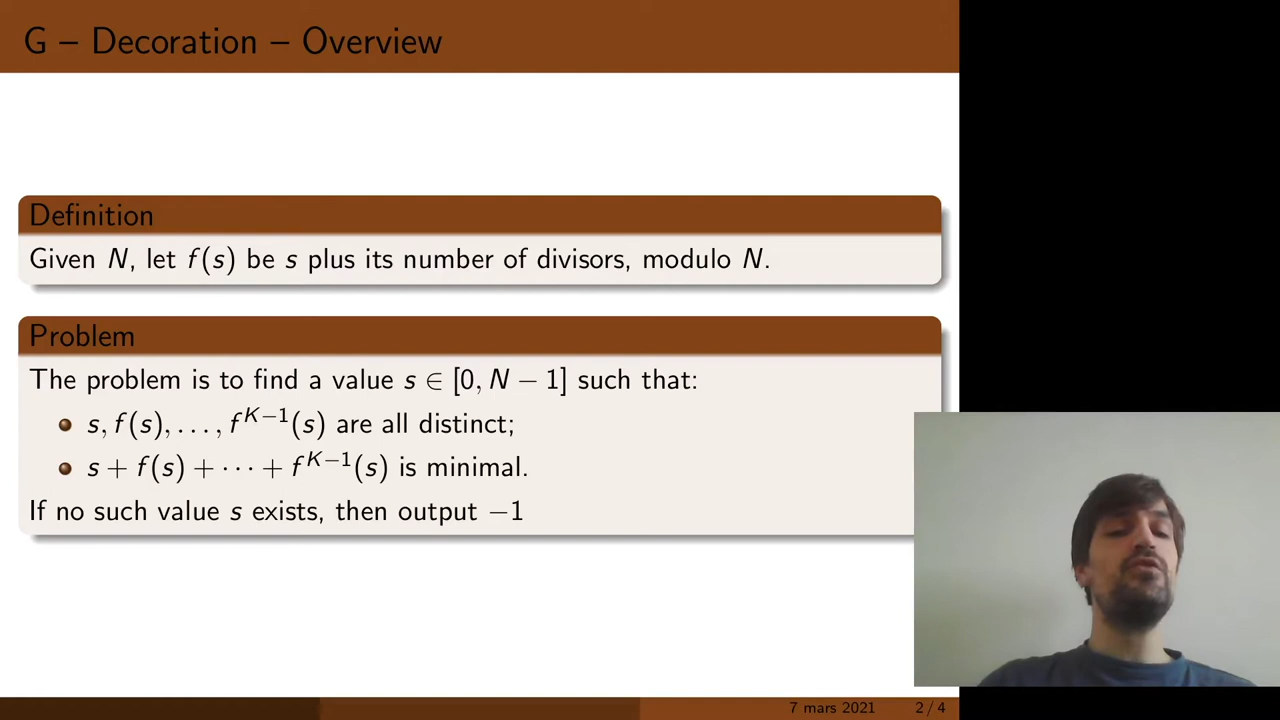 G – Decoration – Overview
Definition
Given N, let f(s) be s plus its number of divisors, modulo N.
Problem
The problem is to find a value s ∈ [0, N − 1] such that:
s, f(s), . . . , f^{K−1}(s) are all distinct;
s + f(s) + · · · + f^{K−1}(s) is minimal.
If no such value s exists, then output −1
7 mars 2021 2 / 4